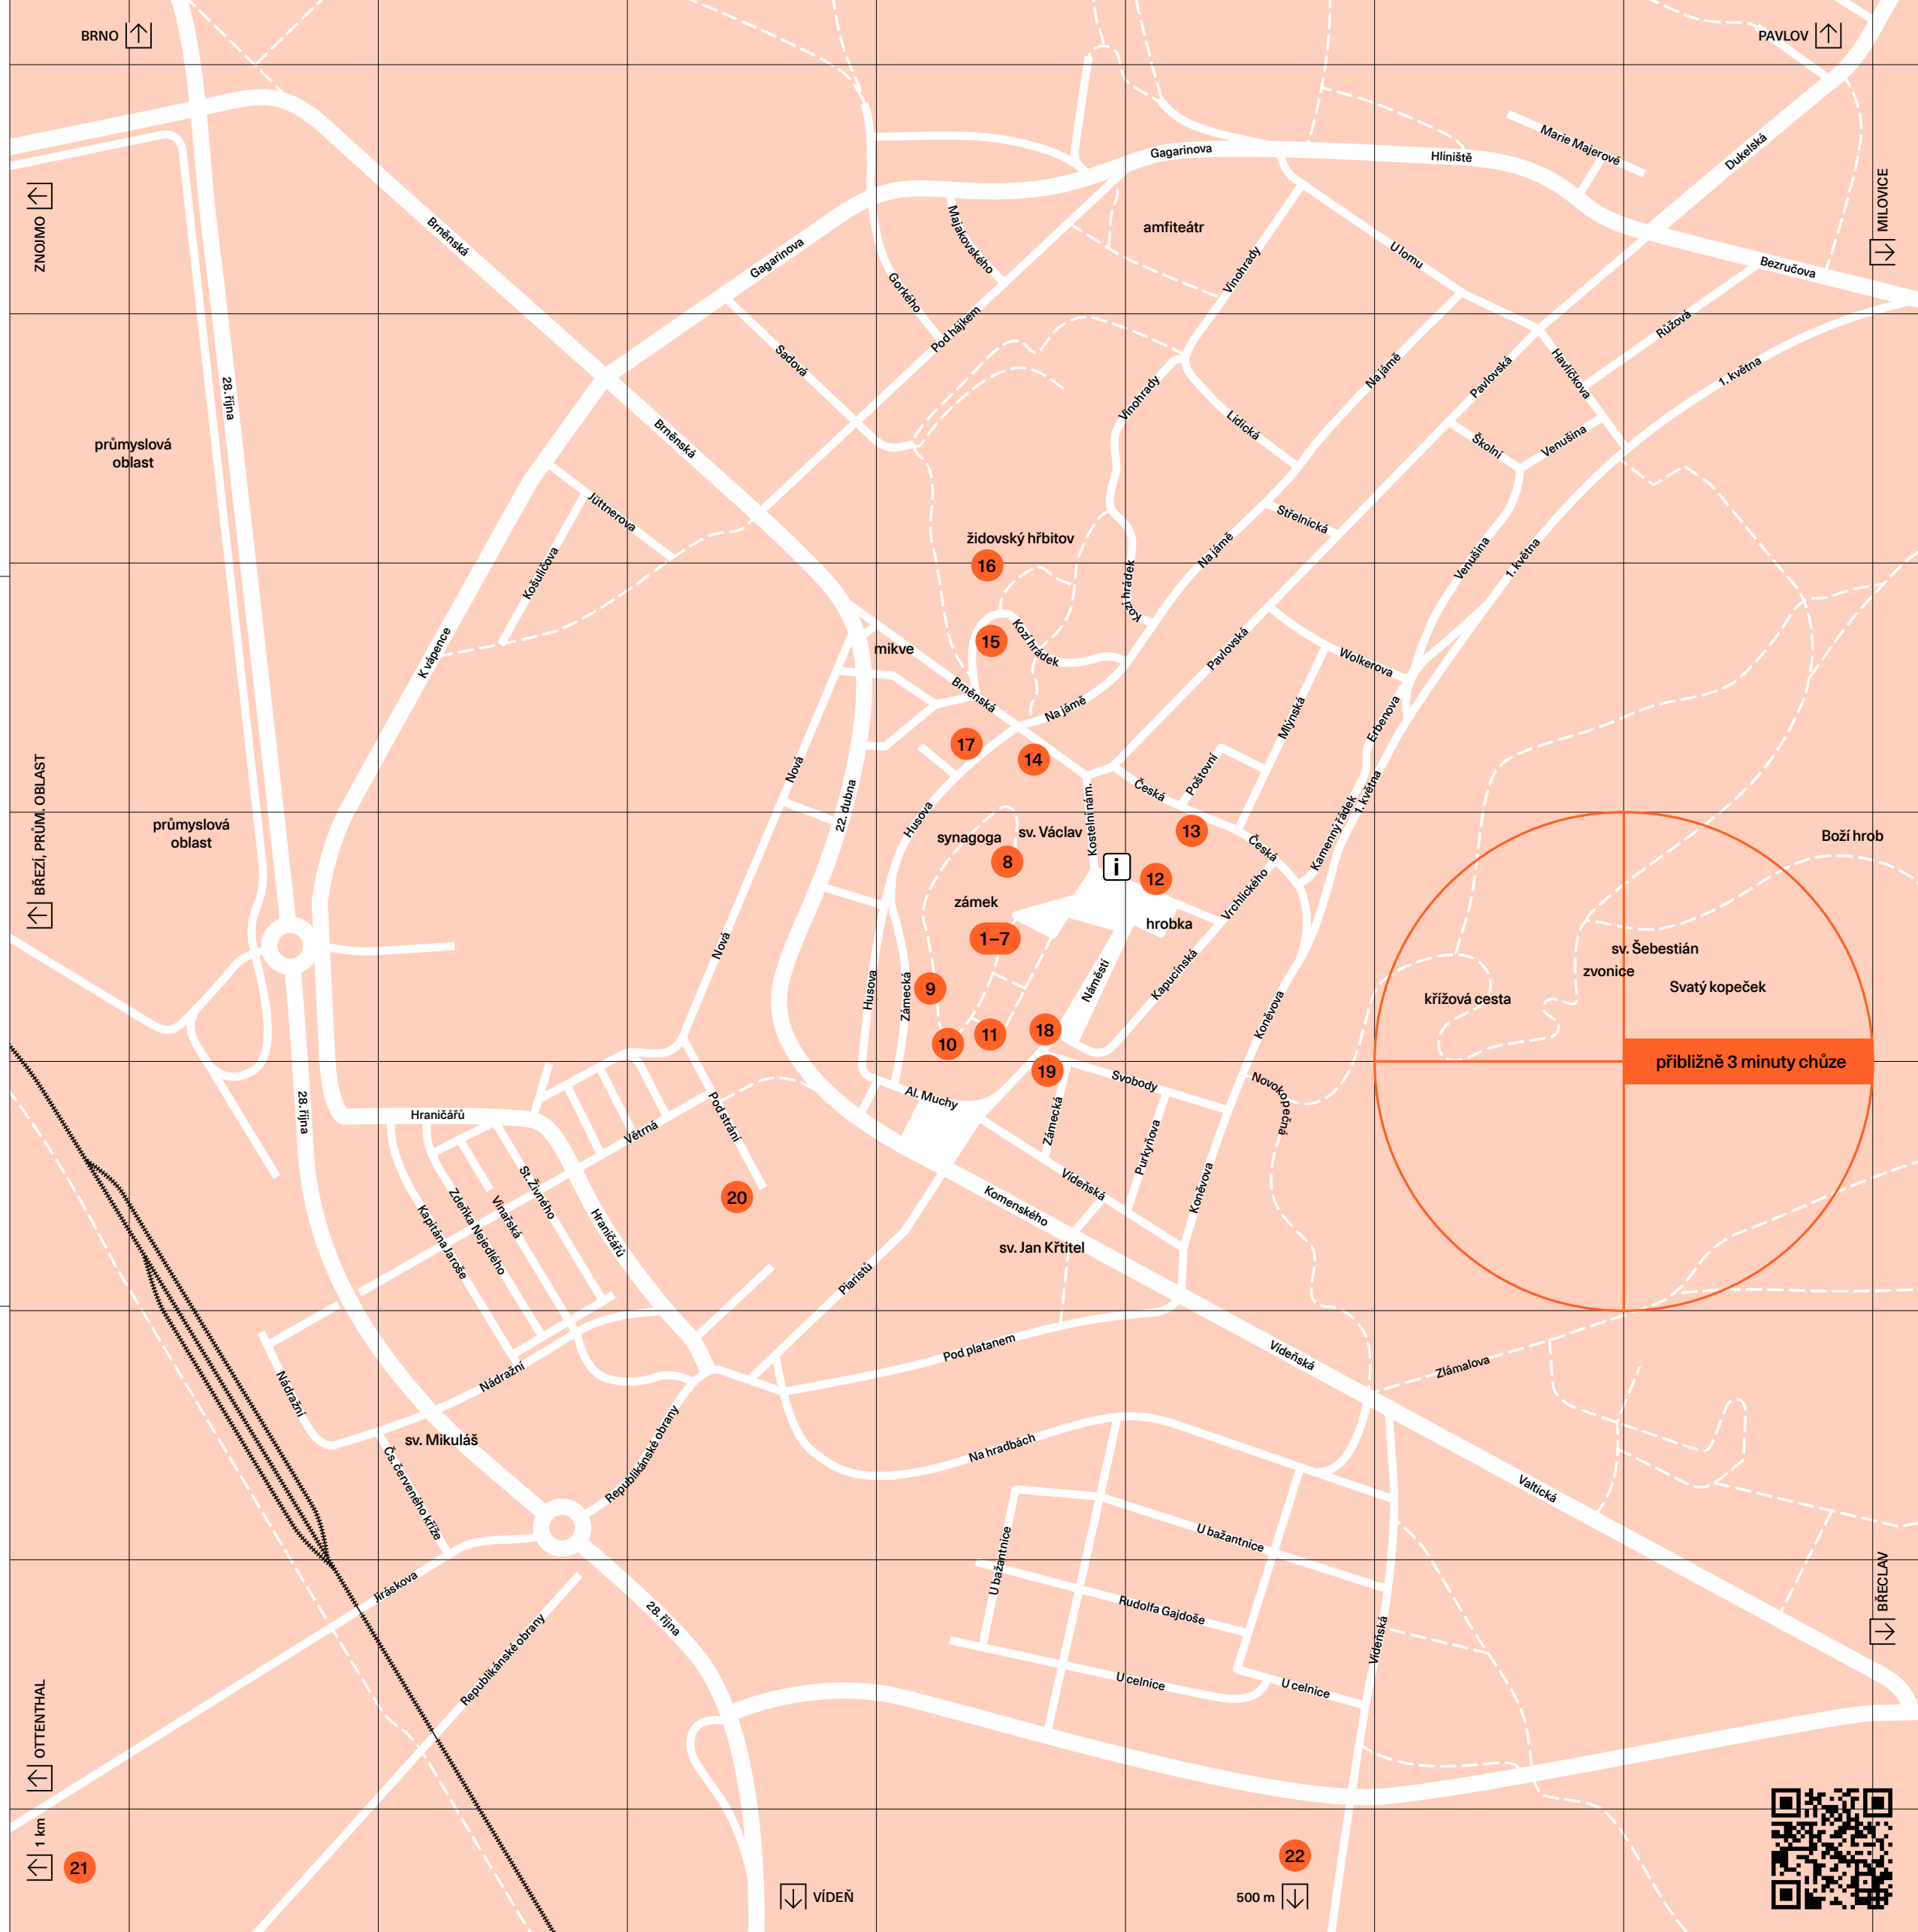 BRNO
PAVLOV
Marie Majerové
Dukelská
Gagarinova
Hliniště
MILOVICE
ZNOJMO
Brněnská
Majakovského
amfiteátr
Gagarinova
U lomu
Vinohrady
Bezručova
Gorkého
Pod hájkem
Růžová
Sadová
Na jámě
Pavlovská
Havlíčkova
1. května
28. října
Vinohrady
Lidická
Brněnská
Školní
Venušina
průmyslová
oblast
Jüttnerova
Střelnická
židovský hřbitov
16
Na jámě
Venušina
1. května
Košuličova
Kozí hrádek
15
Kozí hrádek
K vápence
mikve
Pavlovská
Wolkerova
Brněnská
Na jámě
Mlýnská
Erbenova
17
14
Nová
Poštovní
Česká
BŘEZÍ, PRŮM. OBLAST
22. dubna
Husova
Kostelní nám.
1. května
Kamenný řádek
průmyslová
oblast
synagoga
sv. Václav
13
Boží hrob
8
i
Česká
12
Vrchlického
zámek
hrobka
1–7
Nová
sv. Šebestián
zvonice
Svatý kopeček
křížová cesta
Husova
Zámecká
9
Náměstí
Kapucínská
Koněvova
18
11
10
19
přibližně 3 minuty chůze
Svobody
Novokopečná
Al. Muchy
28. října
Hraničářů
Pod strání
Větrná
Zámecká
Purkyňova
St. Živného
20
Vídeňská
Koněvova
Vinařská
Zdeňka Nejedlého
Kapitána Jaroše
Hraničářů
Komenského
sv. Jan Křtitel
Piaristů
Pod platanem
Vídeňská
Zlámalova
Nádražní
Nádražní
sv. Mikuláš
Na hradbách
Republikánské obrany
Čs. červeného kříže
Valtická
U bažantnice
U bažantnice
Jiráskova
Rudolfa Gajdoše
BŘECLAV
28. října
Vídeňská
Republikánské obrany
U celnice
U celnice
OTTENTHAL
1 km
21
22
VÍDEŇ
500 m